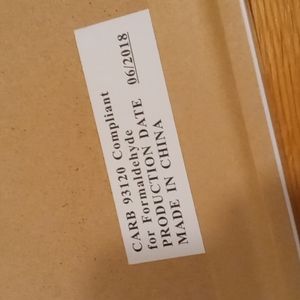 CARB 93120 Compliant
for Formaldehyde
PRODUCTION DATE 06/2018
MADE IN CHINA